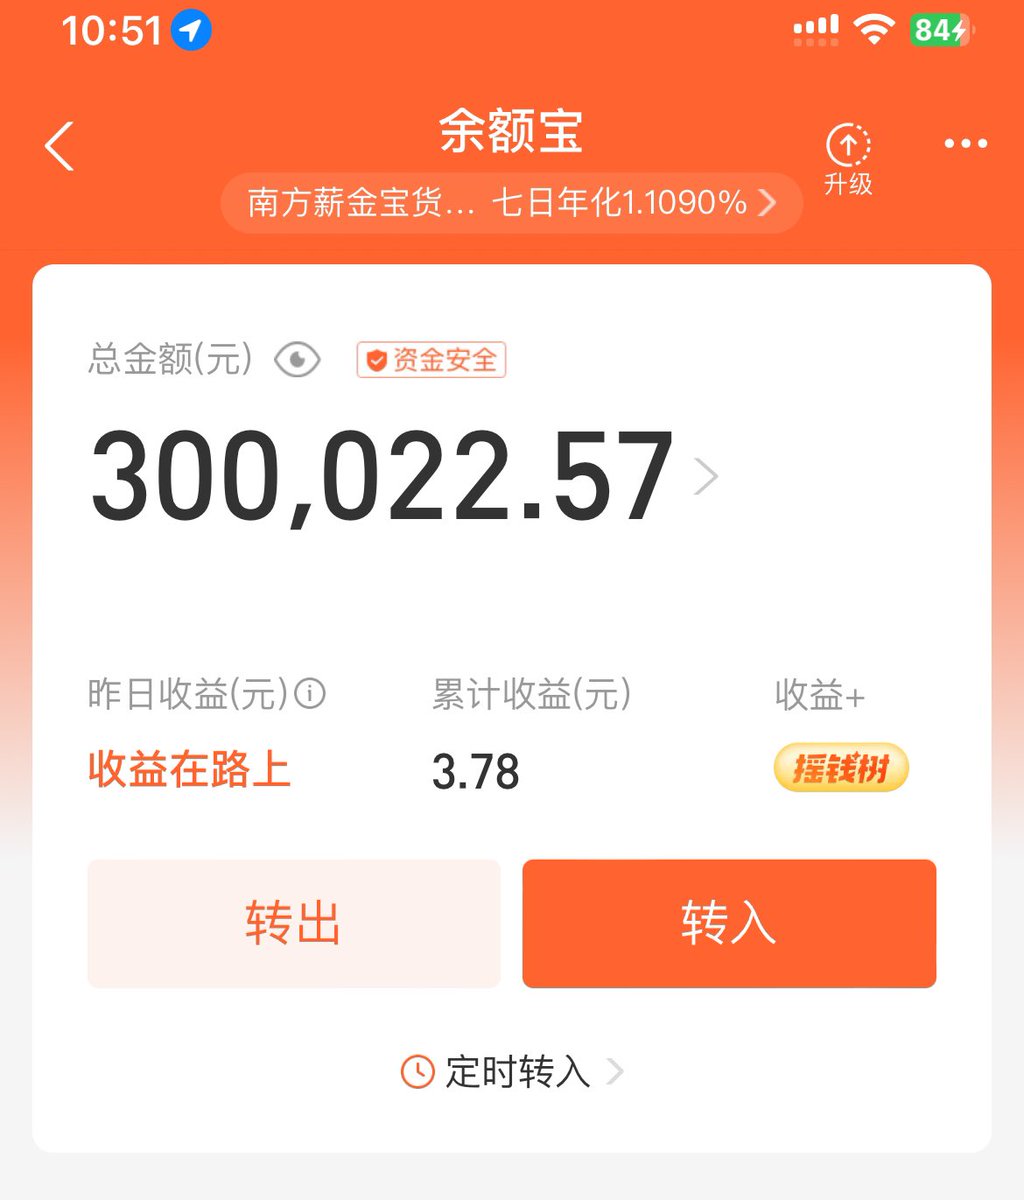 10:51 84
余额宝
升级
南方薪金宝货... 七日年化1.1090%
总金额(元) 资金安全
300,022.57
昨日收益(元) 累计收益(元) 收益+
收益在路上 3.78 摇钱树
转出 转入
定时转入